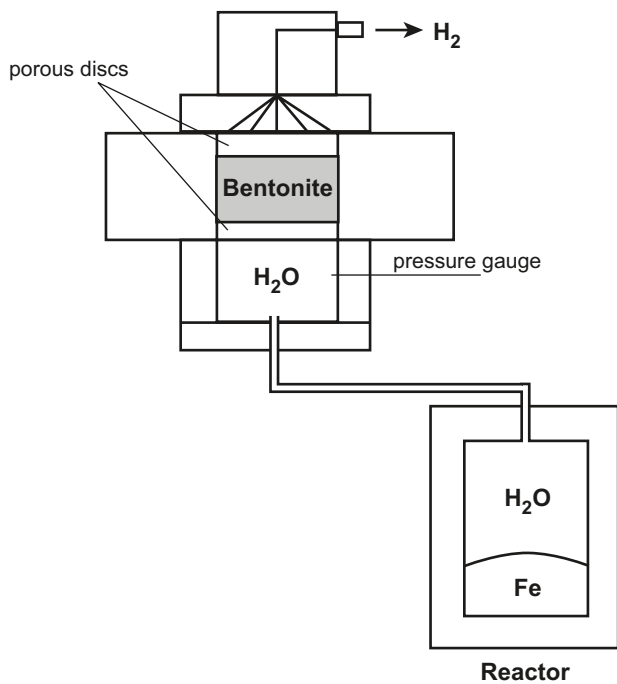 H₂
porous discs
Bentonite
pressure gauge
H₂O
H₂O
Fe
Reactor